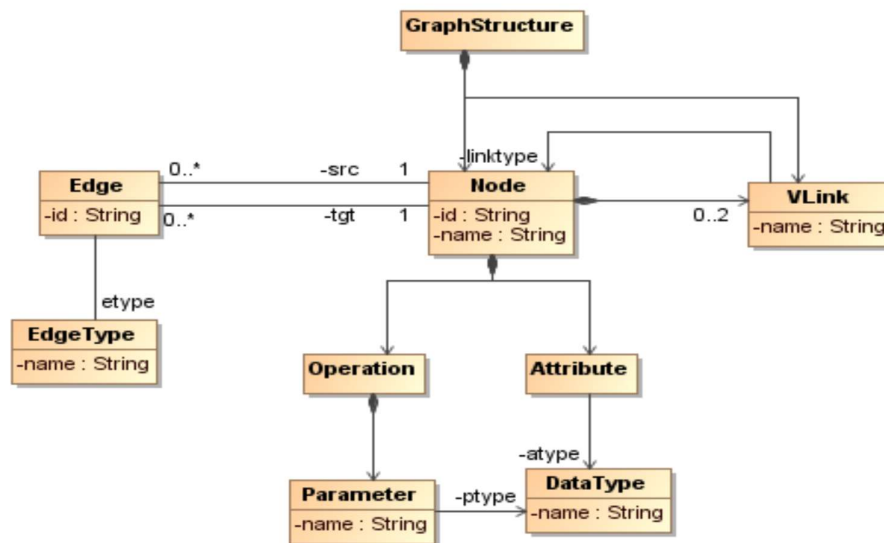 GraphStructure
-linktype
0..*
-src
1
Edge
-id : String
0..*
-tgt
1
Node
-id : String
-name : String
0..2
VLink
-name : String
etype
EdgeType
-name : String
Operation
Attribute
-atype
Parameter
-name : String
-ptype
DataType
-name : String